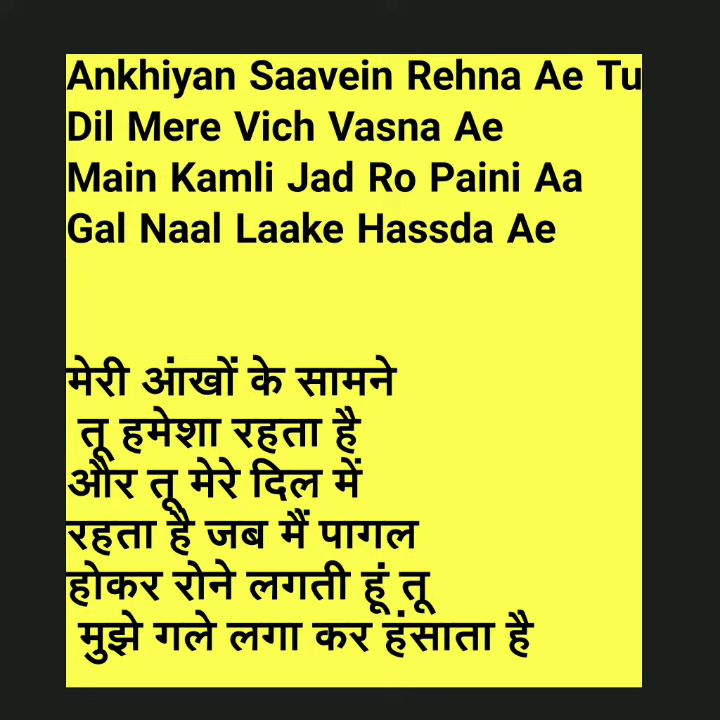 Ankhiyan Saavein Rehna Ae Tu
Dil Mere Vich Vasna Ae
Main Kamli Jad Ro Paini Aa
Gal Naal Laake Hassda Ae
मेरी आंखों के सामने
तू हमेशा रहता है
और तू मेरे दिल में
रहता है जब मैं पागल
होकर रोने लगती हूं तू
मुझे गले लगा कर हंसाता है